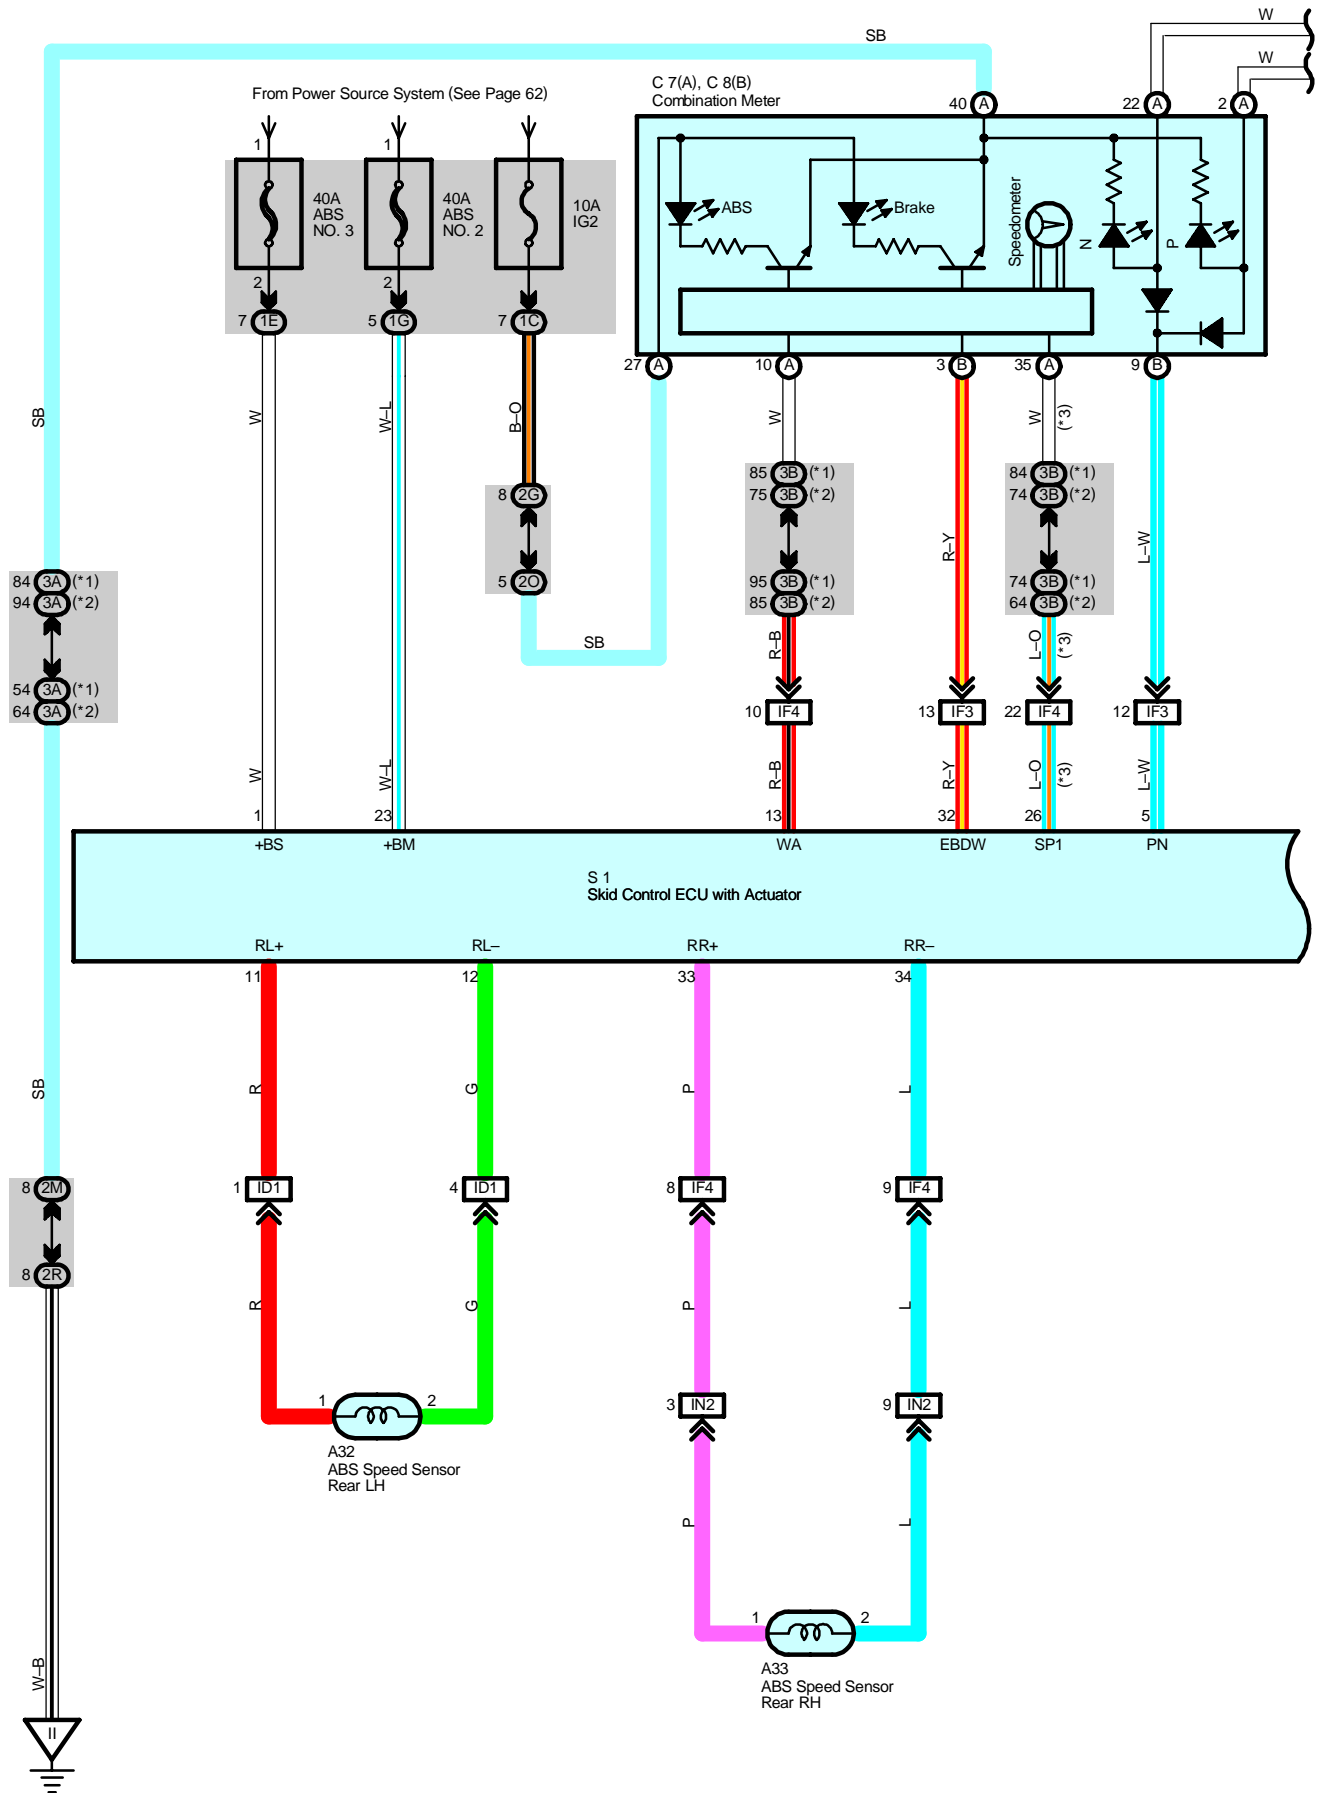 W
SB
W
C 7(A), C 8(B)
Combination Meter
From Power Source System (See Page 62)
40 A
22 A
2 A
1
1
40A
ABS
NO. 3
40A
ABS
NO. 2
10A
IG2
ABS
Brake
Speedometer
N
P
2
2
7 1E
5 1G
7 1C
27 A
10 A
3 B
35 A
9 B
SB
W
W–L
B–O
W
W
(*3)
85 3B (*1)
75 3B (*2)
84 3B (*1)
74 3B (*2)
8 2G
R–Y
L–W
84 3A (*1)
94 3A (*2)
5 2O
95 3B (*1)
85 3B (*2)
74 3B (*1)
64 3B (*2)
SB
R–B
L–O
(*3)
54 3A (*1)
64 3A (*2)
10 IF4
13 IF3
22 IF4
12 IF3
W
W–L
R–B
R–Y
L–O
(*3)
L–W
1
23
13
32
26
5
+BS
+BM
WA
EBDW
SP1
PN
S 1
Skid Control ECU with Actuator
RL+
RL–
RR+
RR–
11
12
33
34
SB
R
G
P
L
8 2M
1 ID1
4 ID1
8 IF4
9 IF4
8 2R
R
G
P
L
1
2
3 IN2
9 IN2
A32
ABS Speed Sensor
Rear LH
P
L
1
2
A33
ABS Speed Sensor
Rear RH
W–B
II